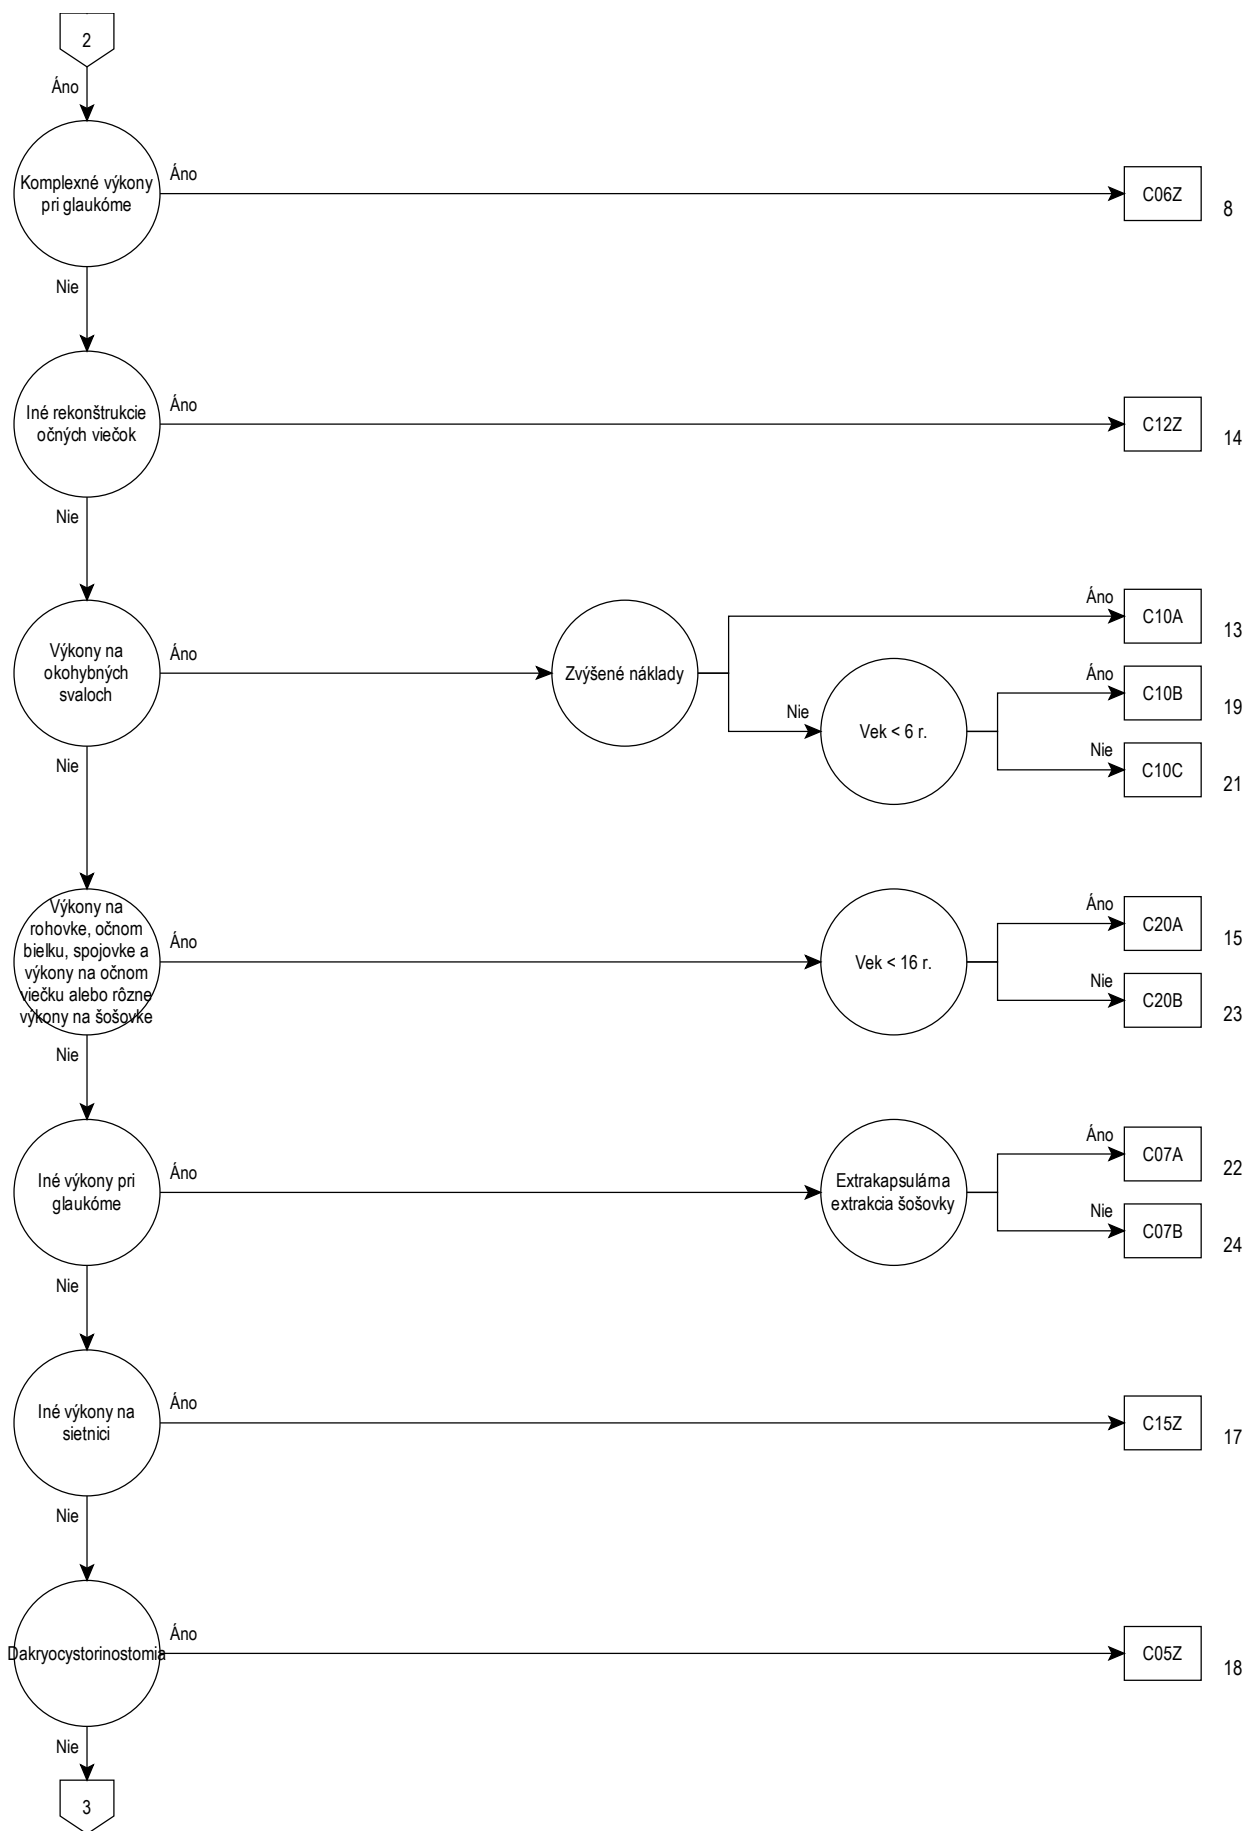 2
Áno
Komplexné výkony
pri glaukóme
Áno
C06Z
8
Nie
Iné rekonštrukcie
očných viečok
Áno
C12Z
14
Nie
Výkony na
okohybných
svaloch
Áno
Zvýšené náklady
Áno
C10A
13
Nie
Vek < 6 r.
Áno
C10B
19
Nie
C10C
21
Nie
Výkony na
rohovke, očnom
bielku, spojovke a
výkony na očnom
viečku alebo rôzne
výkony na šošovke
Áno
Vek < 16 r.
Áno
C20A
15
Nie
C20B
23
Nie
Iné výkony pri
glaukóme
Áno
Extrakapsulárna
extrakcia šošovky
Áno
C07A
22
Nie
C07B
24
Nie
Iné výkony na
sietnici
Áno
C15Z
17
Nie
Dakryocystorinostomia
Áno
C05Z
18
Nie
3